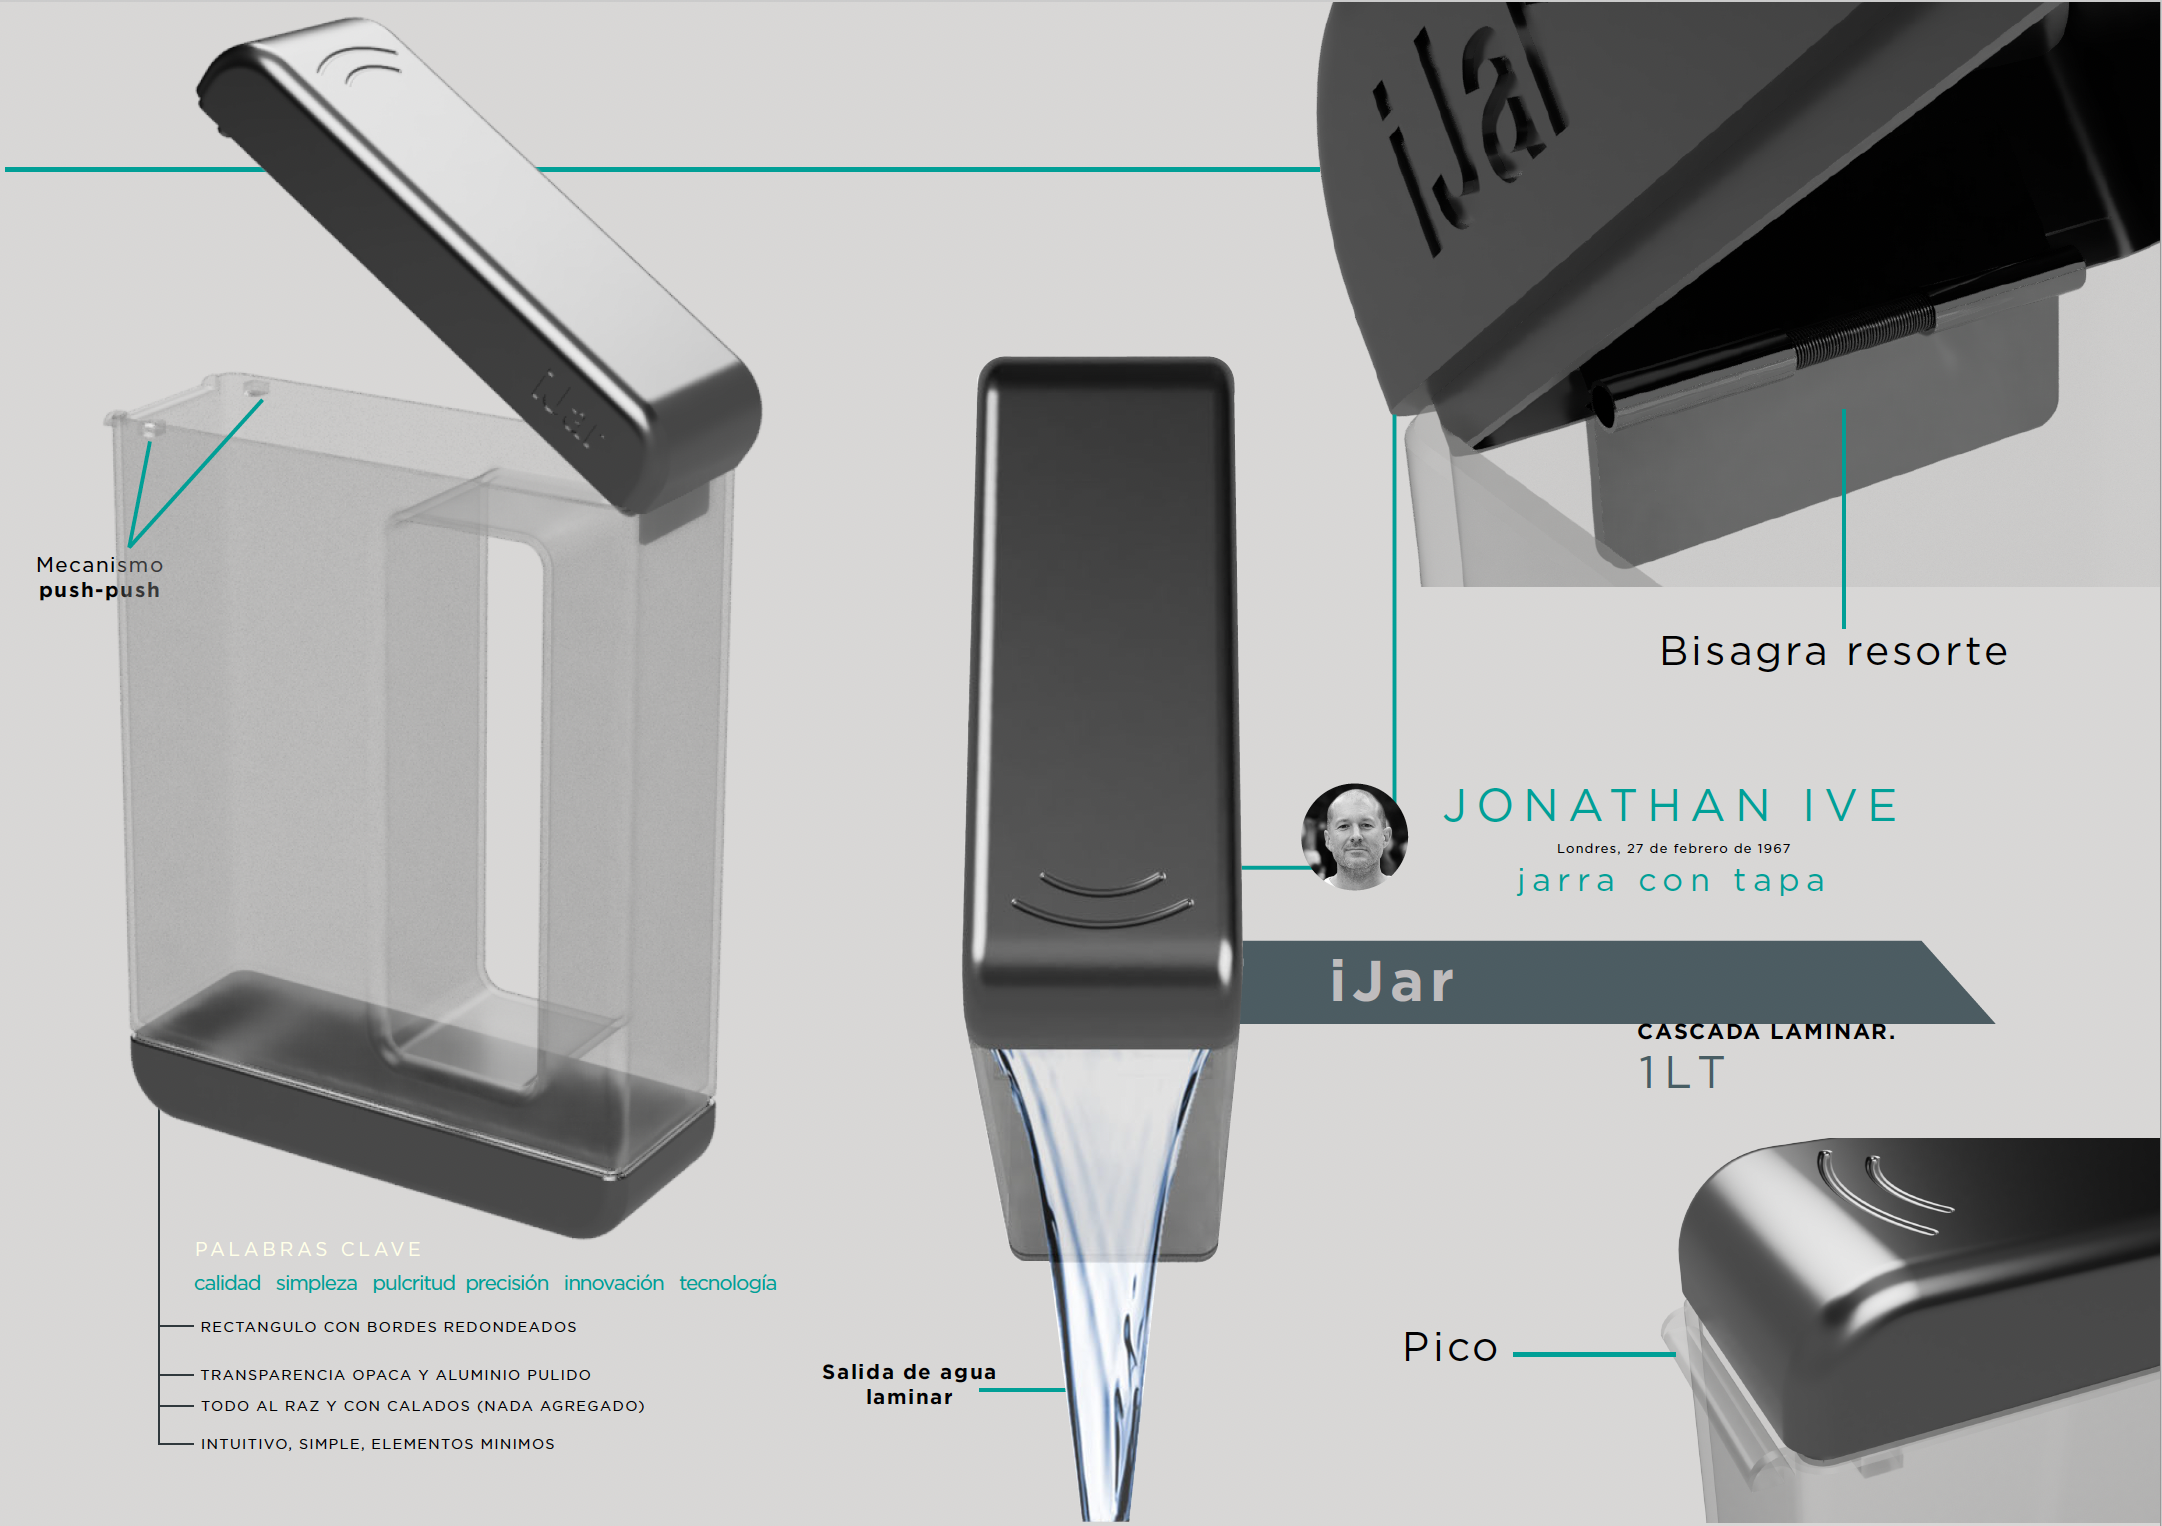 iJar
iJar
Mecanismo
push-push
Bisagra resorte
JONATHAN IVE
Londres, 27 de febrero de 1967
jarra con tapa
iJar
CASCADA LAMINAR.
1LT
PALABRAS CLAVE
calidad simpleza pulcritud precisión innovación tecnología
RECTANGULO CON BORDES REDONDEADOS
TRANSPARENCIA OPACA Y ALUMINIO PULIDO
TODO AL RAZ Y CON CALADOS (NADA AGREGADO)
INTUITIVO, SIMPLE, ELEMENTOS MINIMOS
Salida de agua
laminar
Pico